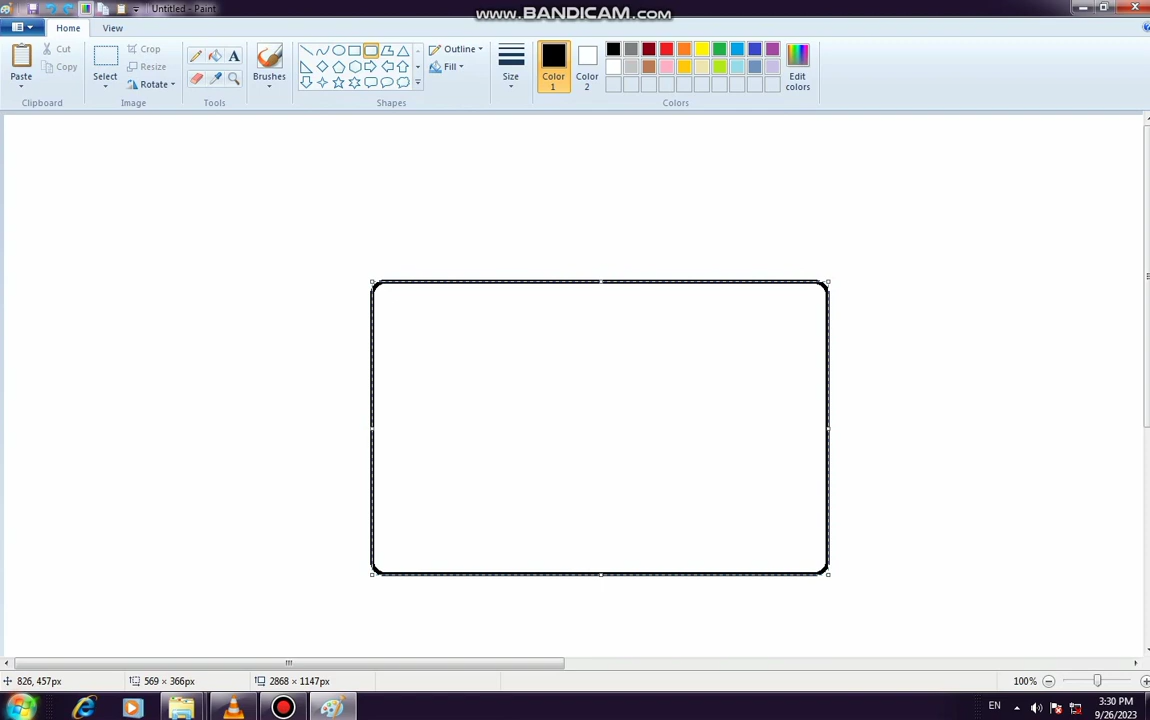 www.BANDICAM.com
Untitled - Paint
Home View
Paste Cut Copy Select Crop Resize Rotate Brushes Outline Fill Size Color 1 Color 2 Edit colors
Clipboard Image Tools Shapes Colors
826, 457px 569 × 366px 2868 × 1147px 100%
EN 3:30 PM
9/26/2023